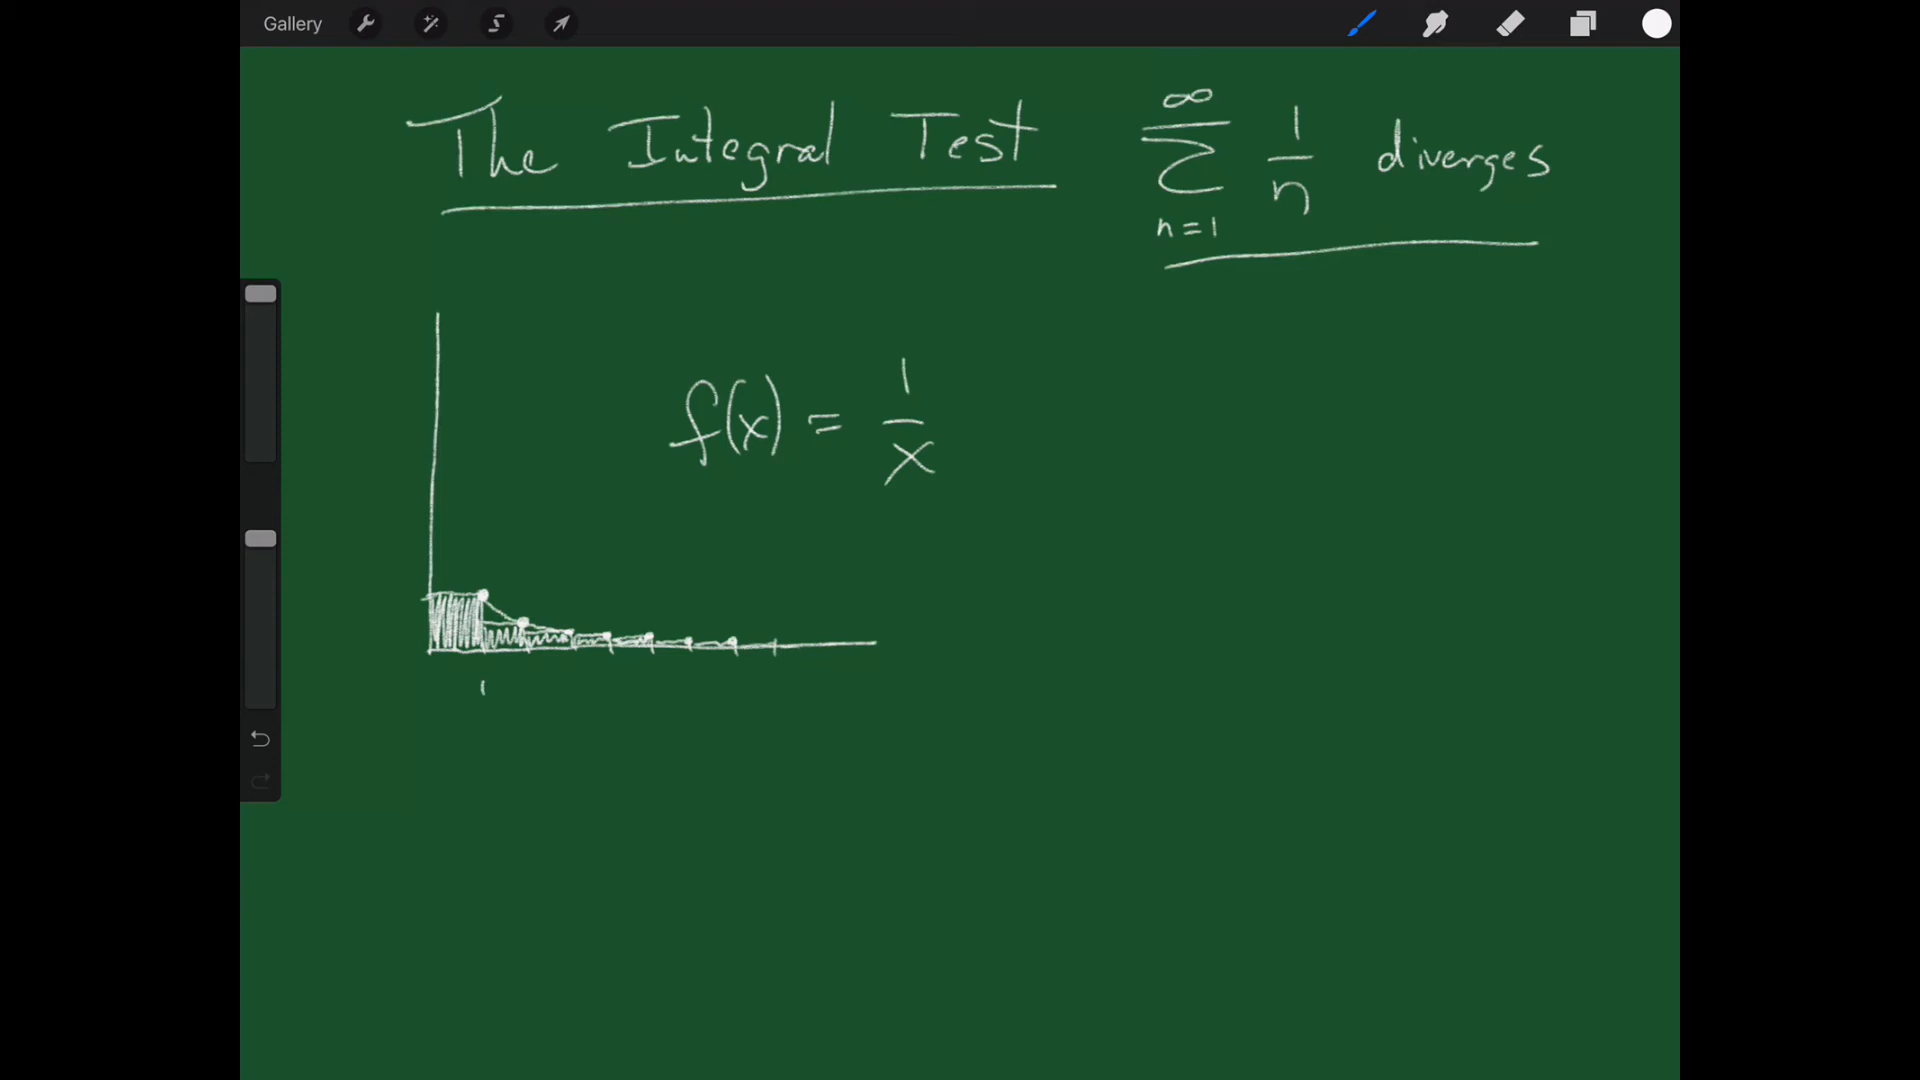 Gallery
The Integral Test
∞
∑ 1/n diverges
n=1
f(x) = 1/x
1